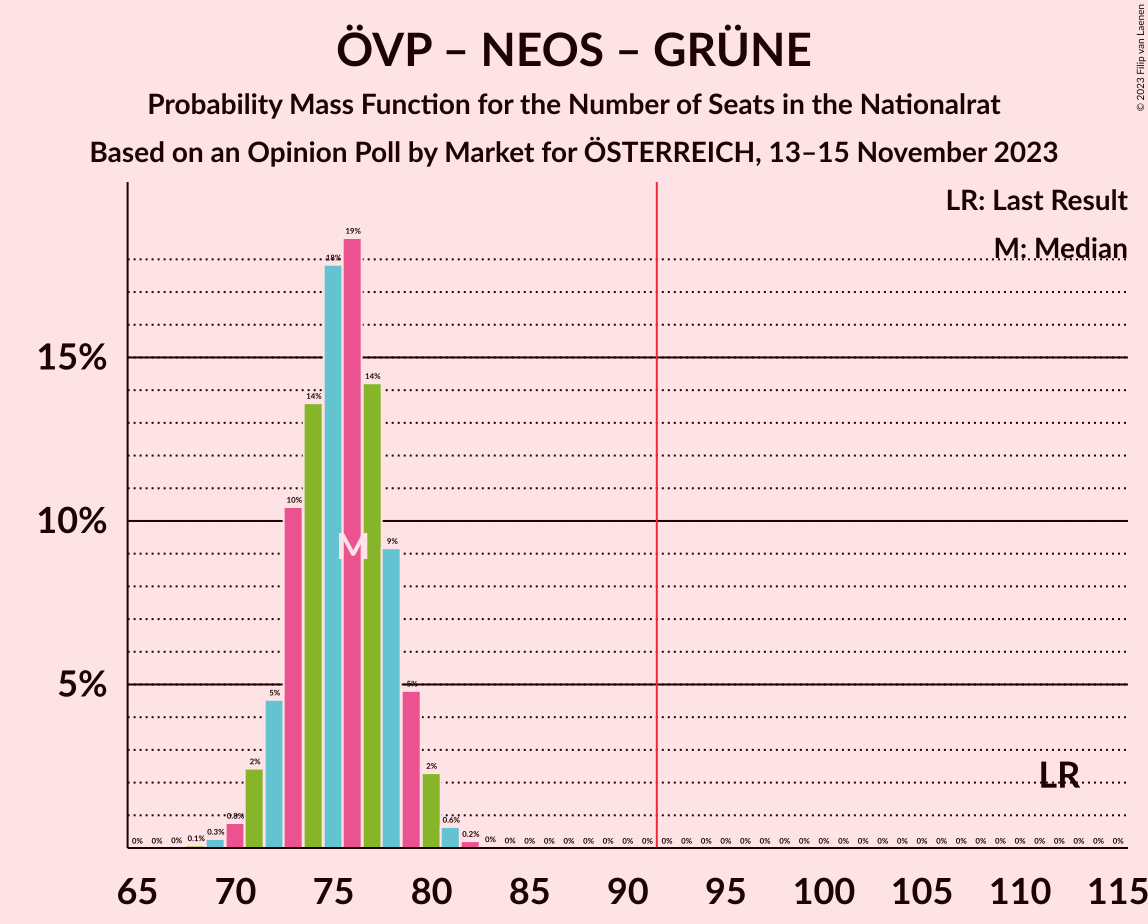 ÖVP – NEOS – GRÜNE
Probability Mass Function for the Number of Seats in the Nationalrat
Based on an Opinion Poll by Market for ÖSTERREICH, 13–15 November 2023
© 2023 Filip van Laenen
LR: Last Result
M: Median
15%
10%
5%
0% 0% 0% 0.1% 0.3% 0.8% 2% 5% 10% 14% 18% 19% 14% 9% 5% 2% 0.6% 0.2% 0% 0% 0% 0% 0% 0% 0% 0% 0% 0% 0% 0% 0% 0% 0% 0% 0% 0% 0% 0% 0% 0% 0% 0% 0% 0% 0% 0% 0% 0% 0% 0% 0%
M
LR
65 70 75 80 85 90 95 100 105 110 115